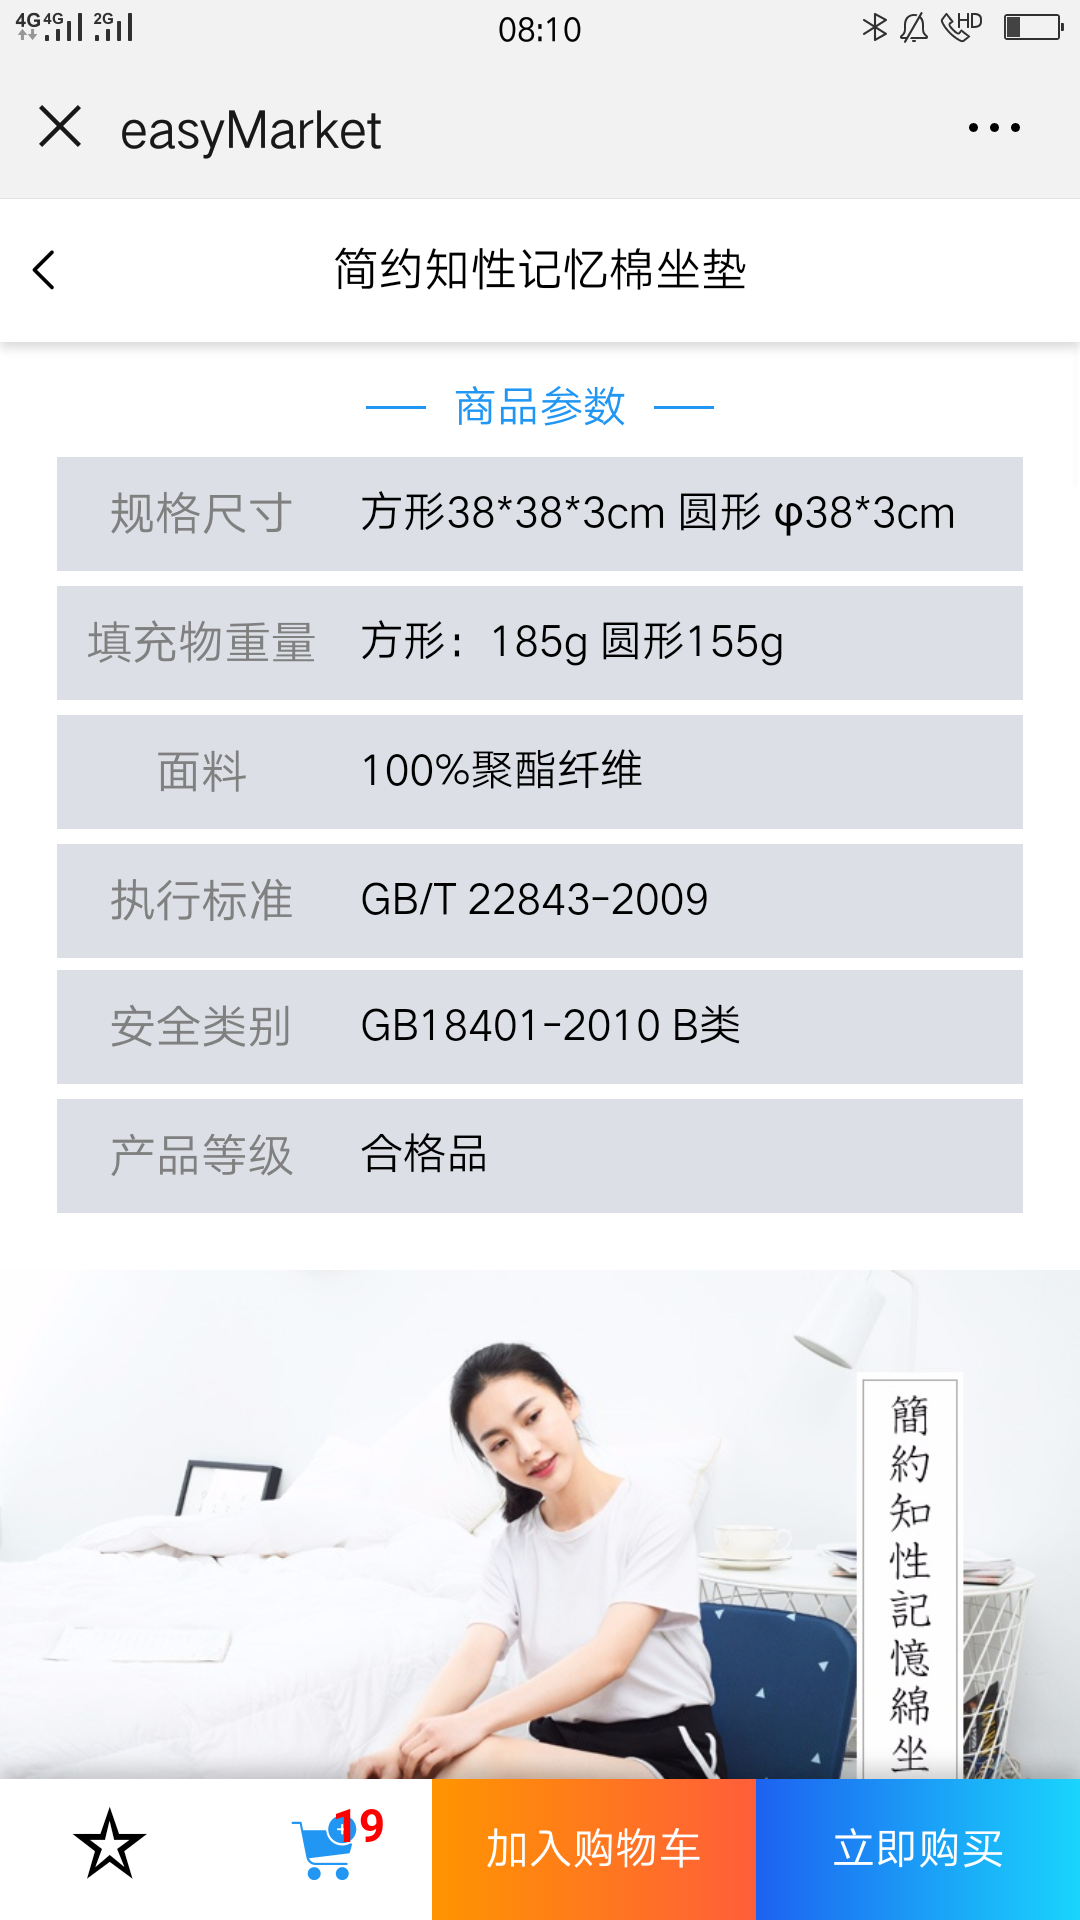 4G 4G 2G 08:10 HD
easyMarket
简约知性记忆棉坐垫
商品参数
规格尺寸 方形38*38*3cm 圆形 φ38*3cm
填充物重量 方形：185g 圆形155g
面料 100%聚酯纤维
执行标准 GB/T 22843-2009
安全类别 GB18401-2010 B类
产品等级 合格品
簡約知性記憶綿坐
19
加入购物车
立即购买